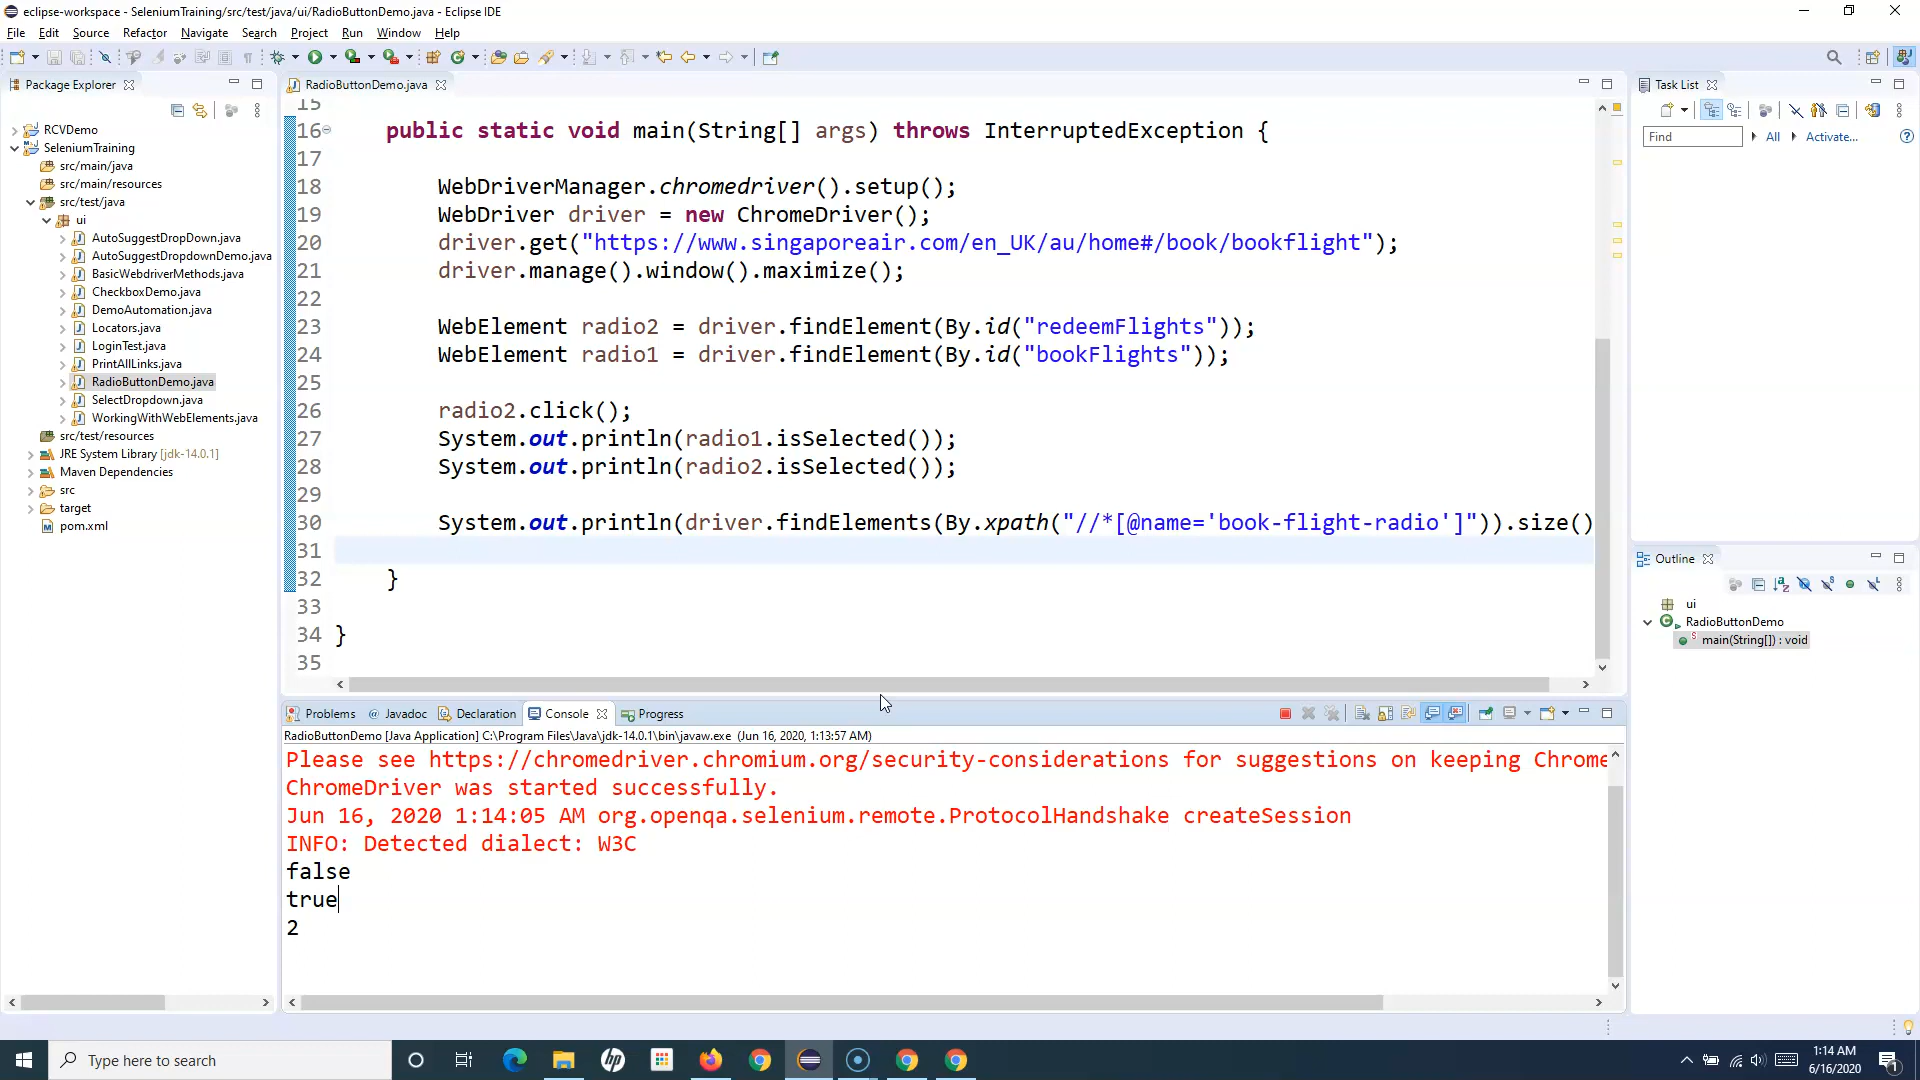 eclipse-workspace - SeleniumTraining/src/test/java/ui/RadioButtonDemo.java - Eclipse IDE
File Edit Source Refactor Navigate Search Project Run Window Help
Package Explorer
RCVDemo
SeleniumTraining
src/main/java
src/main/resources
src/test/java
ui
AutoSuggestDropDown.java
AutoSuggestDropdownDemo.java
BasicWebdriverMethods.java
CheckboxDemo.java
DemoAutomation.java
Locators.java
LoginTest.java
PrintAllLinks.java
RadioButtonDemo.java
SelectDropdown.java
WorkingWithWebElements.java
src/test/resources
JRE System Library [jdk-14.0.1]
Maven Dependencies
src
target
pom.xml
RadioButtonDemo.java
15
16 public static void main(String[] args) throws InterruptedException {
17
18 WebDriverManager.chromedriver().setup();
19 WebDriver driver = new ChromeDriver();
20 driver.get("https://www.singaporeair.com/en_UK/au/home#/book/bookflight");
21 driver.manage().window().maximize();
22
23 WebElement radio2 = driver.findElement(By.id("redeemFlights"));
24 WebElement radio1 = driver.findElement(By.id("bookFlights"));
25
26 radio2.click();
27 System.out.println(radio1.isSelected());
28 System.out.println(radio2.isSelected());
29
30 System.out.println(driver.findElements(By.xpath("//*[@name='book-flight-radio']")).size()
31
32 }
33
34 }
35
Problems @ Javadoc Declaration Console Progress
RadioButtonDemo [Java Application] C:\Program Files\Java\jdk-14.0.1\bin\javaw.exe (Jun 16, 2020, 1:13:57 AM)
Please see https://chromedriver.chromium.org/security-considerations for suggestions on keeping Chrome
ChromeDriver was started successfully.
Jun 16, 2020 1:14:05 AM org.openqa.selenium.remote.ProtocolHandshake createSession
INFO: Detected dialect: W3C
false
true
2
Task List
Find All Activate...
Outline
ui
RadioButtonDemo
main(String[]) : void
Type here to search
hp
1:14 AM
6/16/2020
1